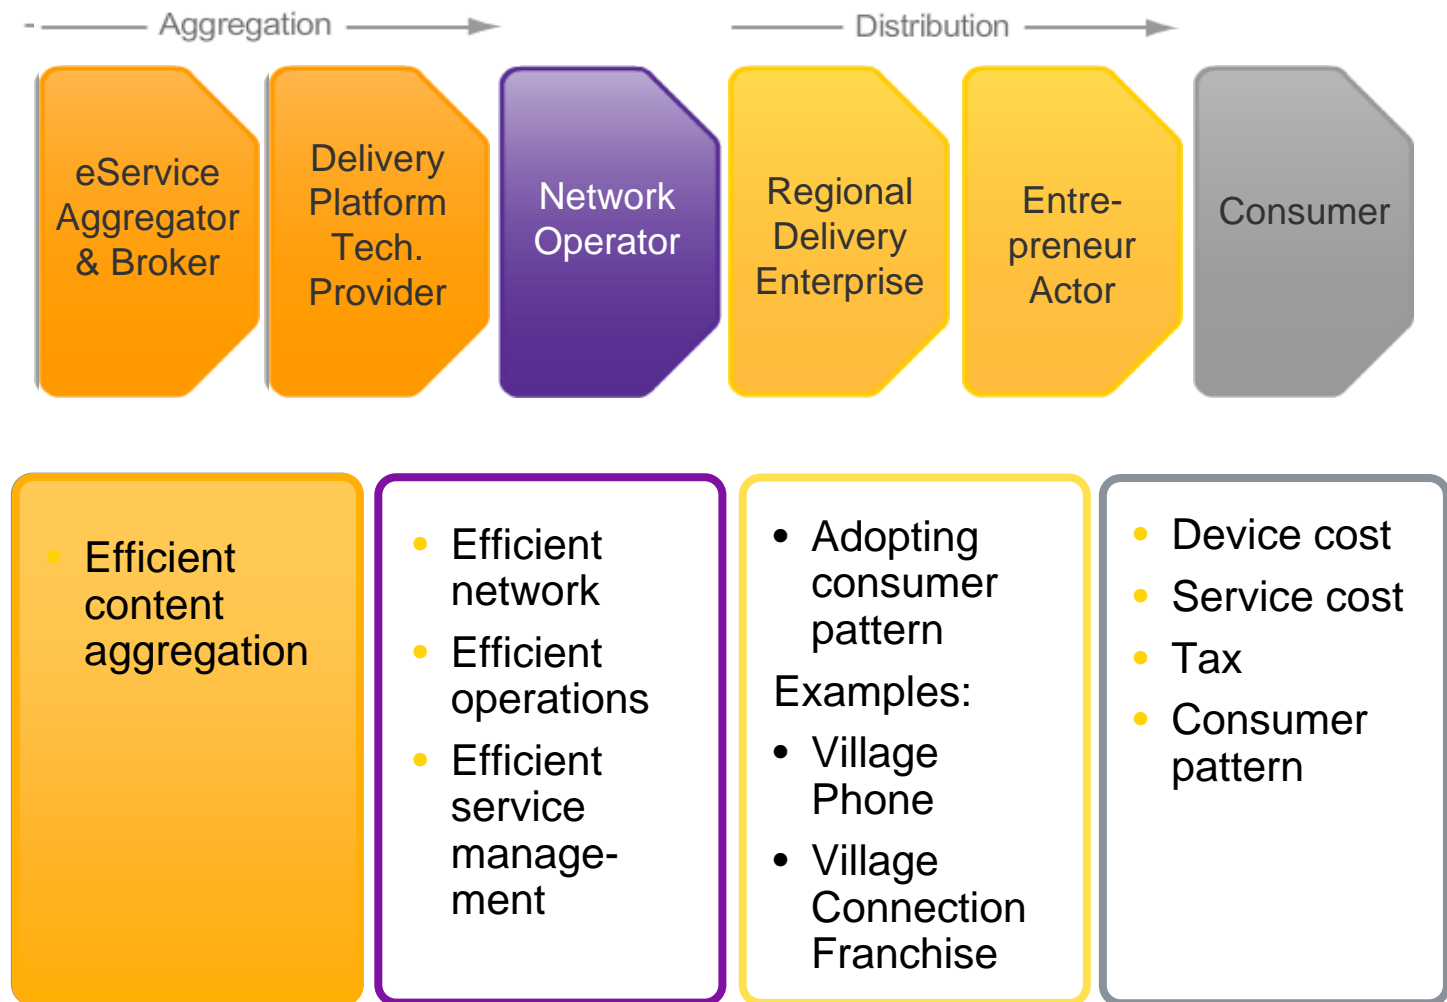 Aggregation
Distribution
eService
Aggregator
& Broker
Delivery
Platform
Tech.
Provider
Network
Operator
Regional
Delivery
Enterprise
Entre-
preneur
Actor
Consumer
• Efficient
content
aggregation
• Efficient
network
• Efficient
operations
• Efficient
service
manage-
ment
• Adopting
consumer
pattern
Examples:
• Village
Phone
• Village
Connection
Franchise
• Device cost
• Service cost
• Tax
• Consumer
pattern